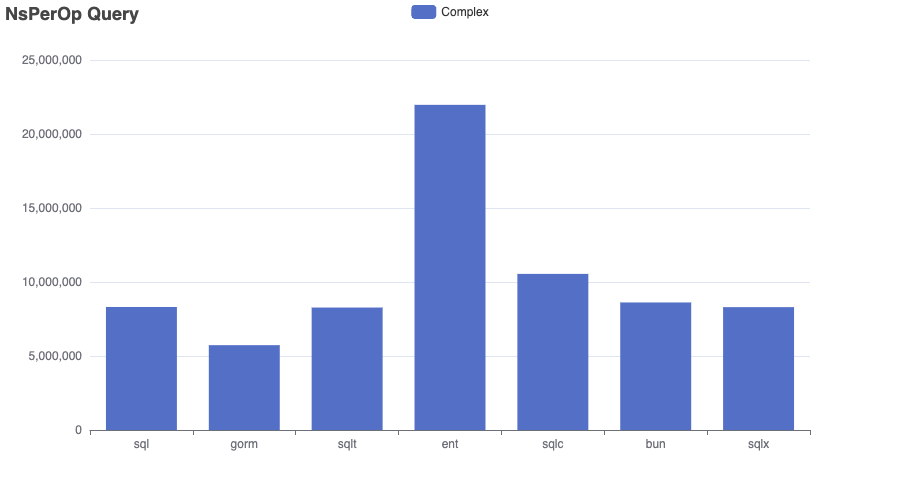 NsPerOp Query
Complex
25,000,000
20,000,000
15,000,000
10,000,000
5,000,000
0
sql gorm sqlt ent sqlc bun sqlx